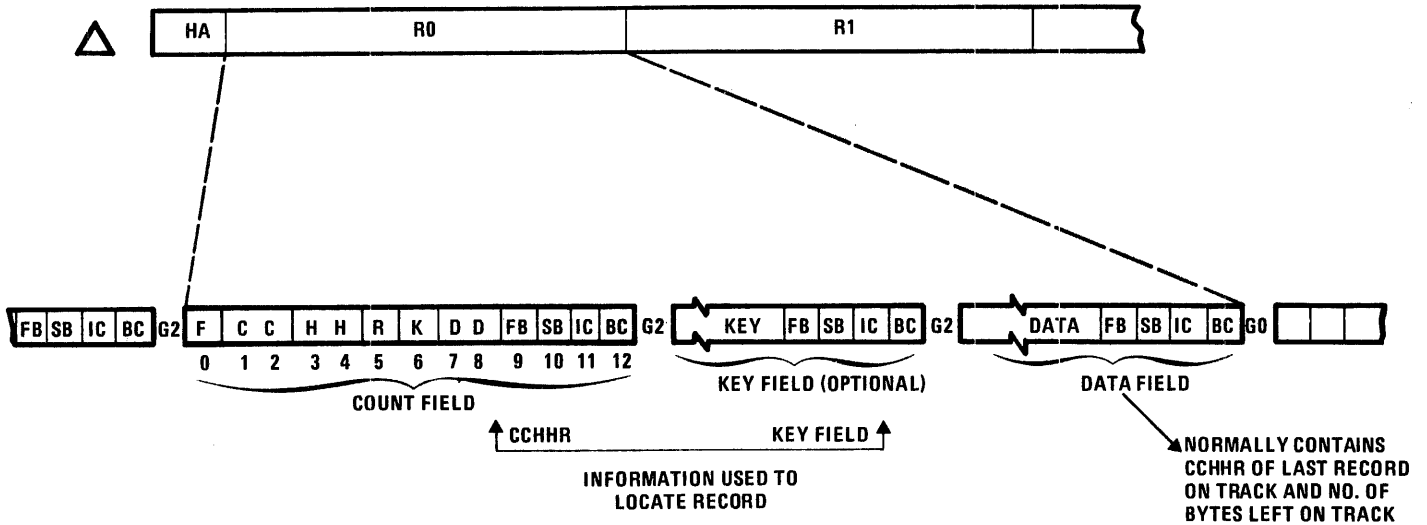 HA R0 R1
FB SB IC BC G2 F C C H H R K D D FB SB IC BC G2 KEY FB SB IC BC G2 DATA FB SB IC BC G0
0 1 2 3 4 5 6 7 8 9 10 11 12
COUNT FIELD
KEY FIELD (OPTIONAL)
DATA FIELD
CCHHR KEY FIELD
INFORMATION USED TO
LOCATE RECORD
NORMALLY CONTAINS
CCHHR OF LAST RECORD
ON TRACK AND NO. OF
BYTES LEFT ON TRACK